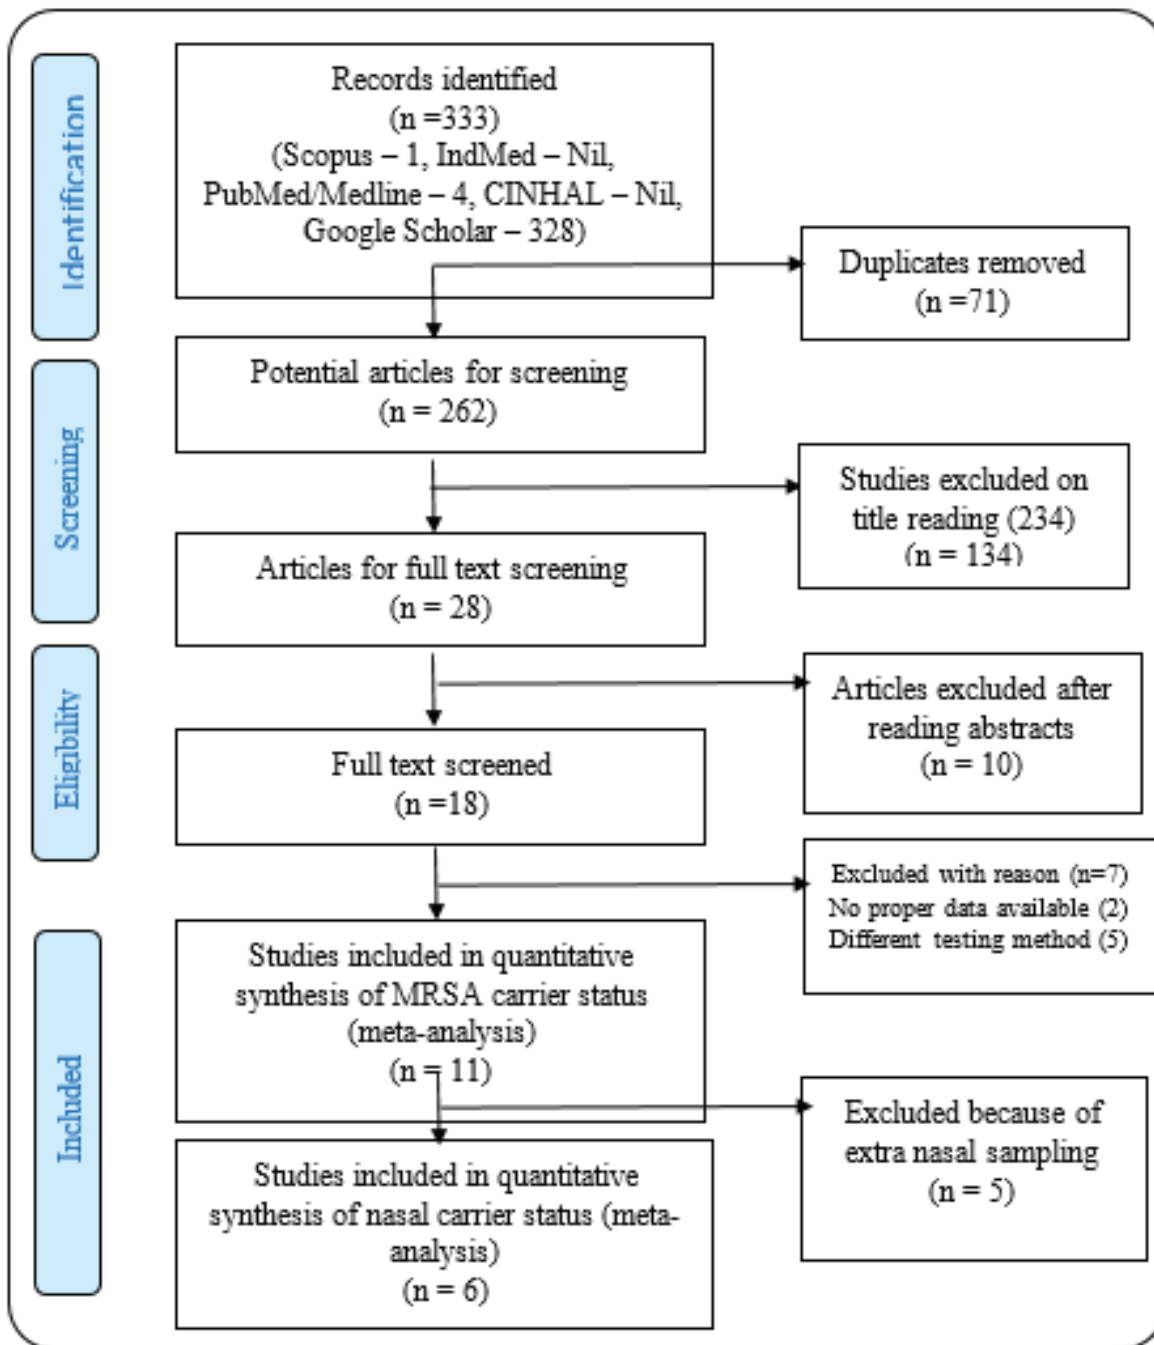 Identification
Records identified
(n =333)
(Scopus – 1, IndMed – Nil,
PubMed/Medline – 4, CINHAL – Nil,
Google Scholar – 328)
Duplicates removed
(n =71)
Screening
Potential articles for screening
(n = 262)
Studies excluded on
title reading (234)
(n = 134)
Articles for full text screening
(n = 28)
Eligibility
Articles excluded after
reading abstracts
(n = 10)
Full text screened
(n =18)
Excluded with reason (n=7)
No proper data available (2)
Different testing method (5)
Included
Studies included in quantitative
synthesis of MRSA carrier status
(meta-analysis)
(n = 11)
Excluded because of
extra nasal sampling
(n = 5)
Studies included in quantitative
synthesis of nasal carrier status (meta-
analysis)
(n = 6)